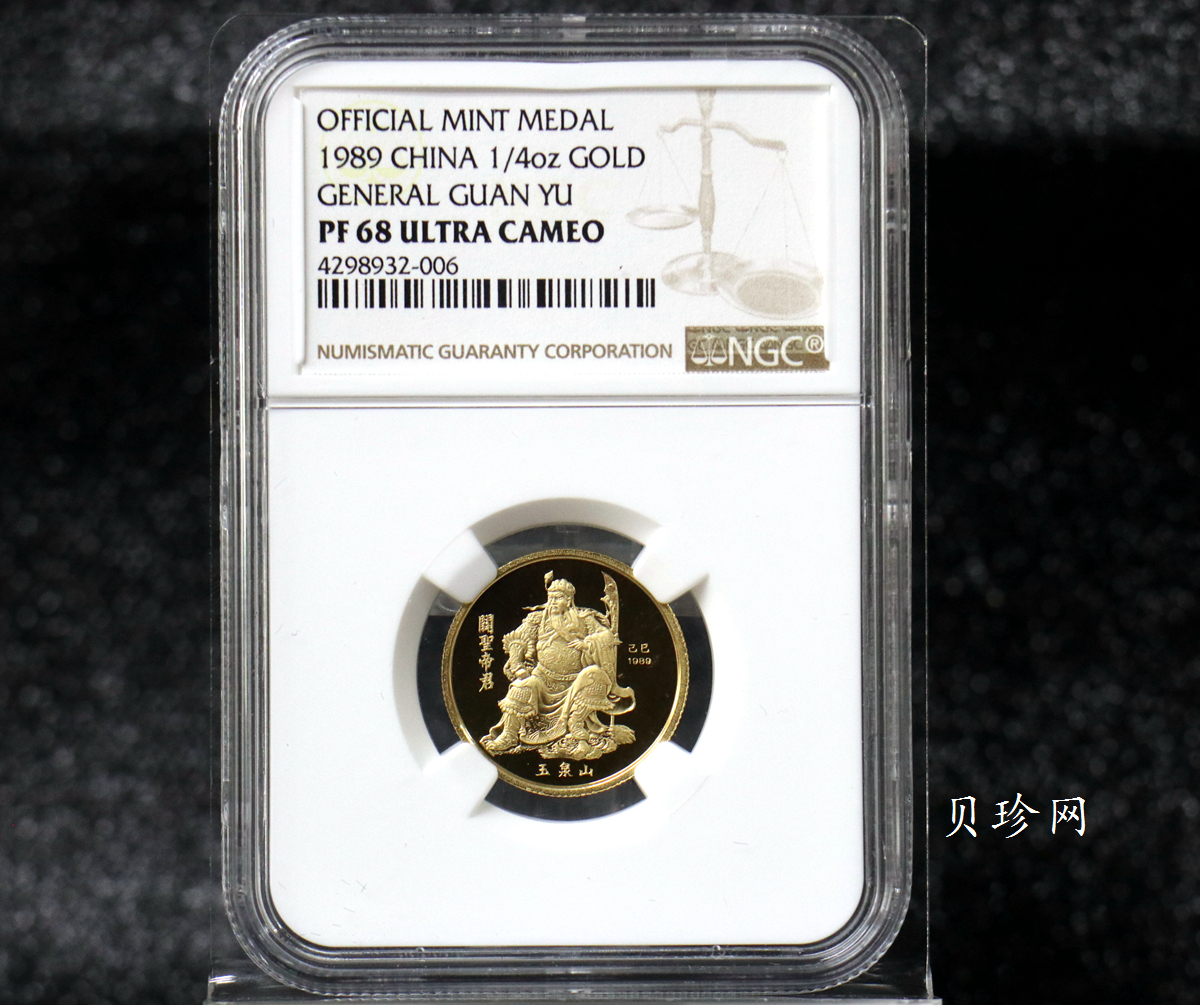 OFFICIAL MINT MEDAL
1989 CHINA 1/4oz GOLD
GENERAL GUAN YU
PF 68 ULTRA CAMEO
4298932-006
NUMISMATIC GUARANTY CORPORATION
NGC®
關聖帝君
己巳
1989
玉泉山
贝珍网